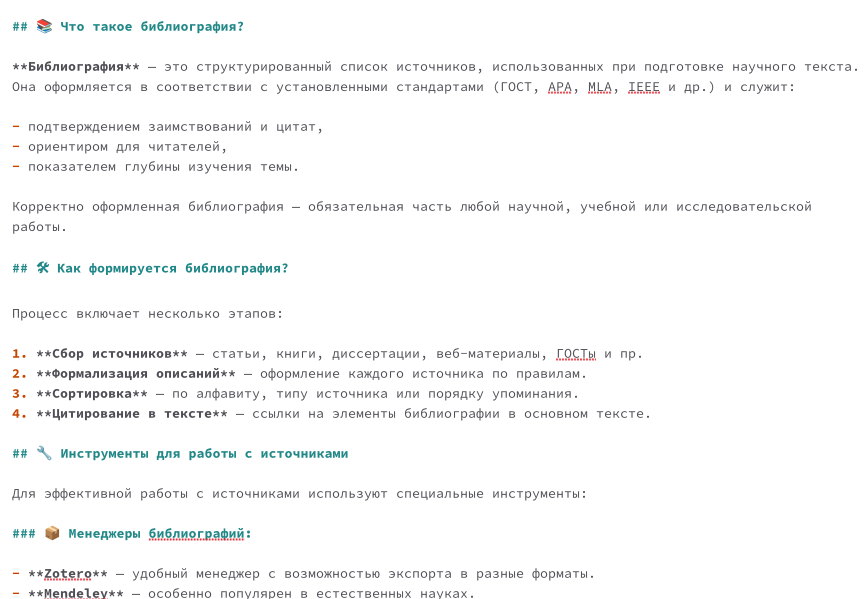 ## 📚 Что такое библиография?
**Библиография** — это структурированный список источников, использованных при подготовке научного текста.
Она оформляется в соответствии с установленными стандартами (ГОСТ, APA, MLA, IEEE и др.) и служит:
- подтверждением заимствований и цитат,
- ориентиром для читателей,
- показателем глубины изучения темы.
Корректно оформленная библиография — обязательная часть любой научной, учебной или исследовательской
работы.
## 🛠 Как формируется библиография?
Процесс включает несколько этапов:
1. **Сбор источников** — статьи, книги, диссертации, веб-материалы, ГОСТы и пр.
2. **Формализация описаний** — оформление каждого источника по правилам.
3. **Сортировка** — по алфавиту, типу источника или порядку упоминания.
4. **Цитирование в тексте** — ссылки на элементы библиографии в основном тексте.
## 🔧 Инструменты для работы с источниками
Для эффективной работы с источниками используют специальные инструменты:
### 📦 Менеджеры библиографий:
- **Zotero** — удобный менеджер с возможностью экспорта в разные форматы.
- **Mendeley** — особенно популярен в естественных науках.